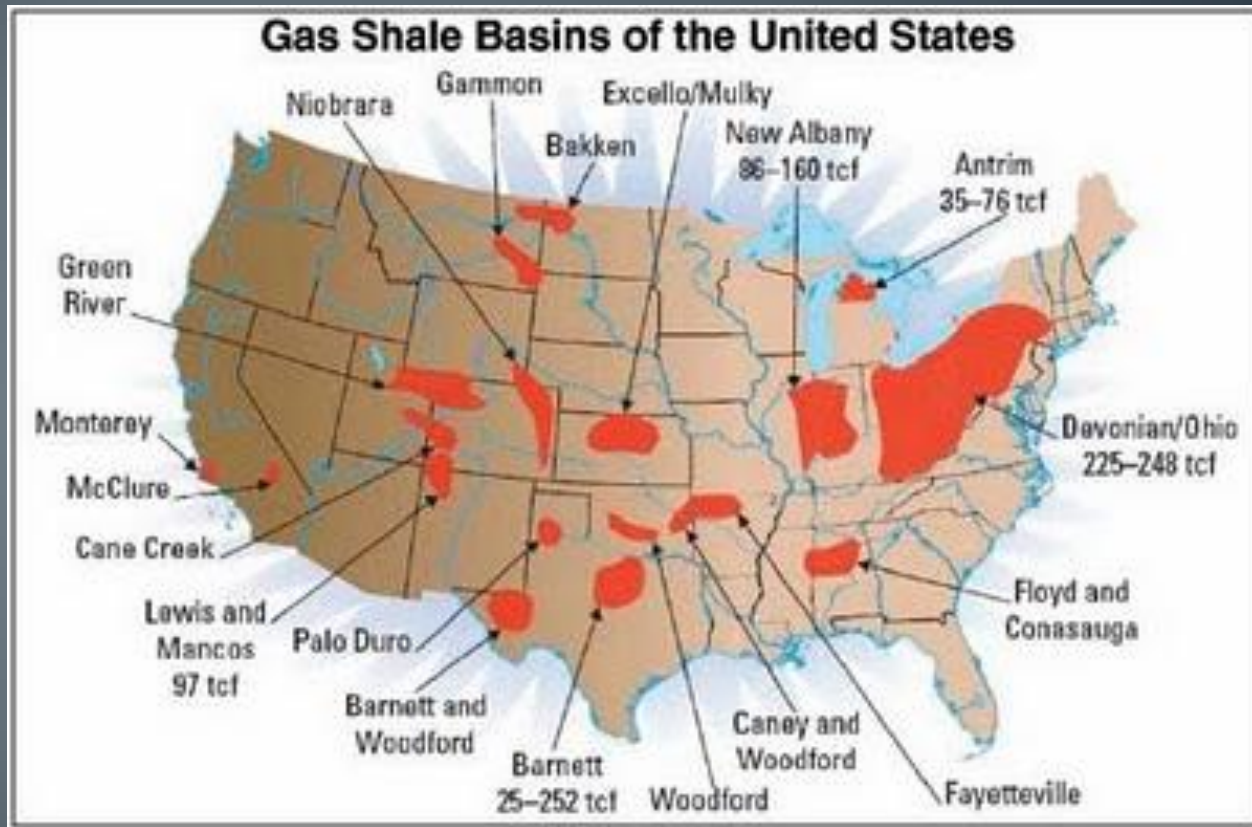 Gas Shale Basins of the United States
Gammon
Niobrara
Excello/Mulky
Bakken
New Albany
86–160 tcf
Antrim
35–76 tcf
Green
River
Monterey
McClure
Cane Creek
Lewis and
Mancos
97 tcf
Palo Duro
Barnett and
Woodford
Barnett
25–252 tcf
Woodford
Caney and
Woodford
Fayetteville
Floyd and
Conasauga
Devonian/Ohio
225–248 tcf